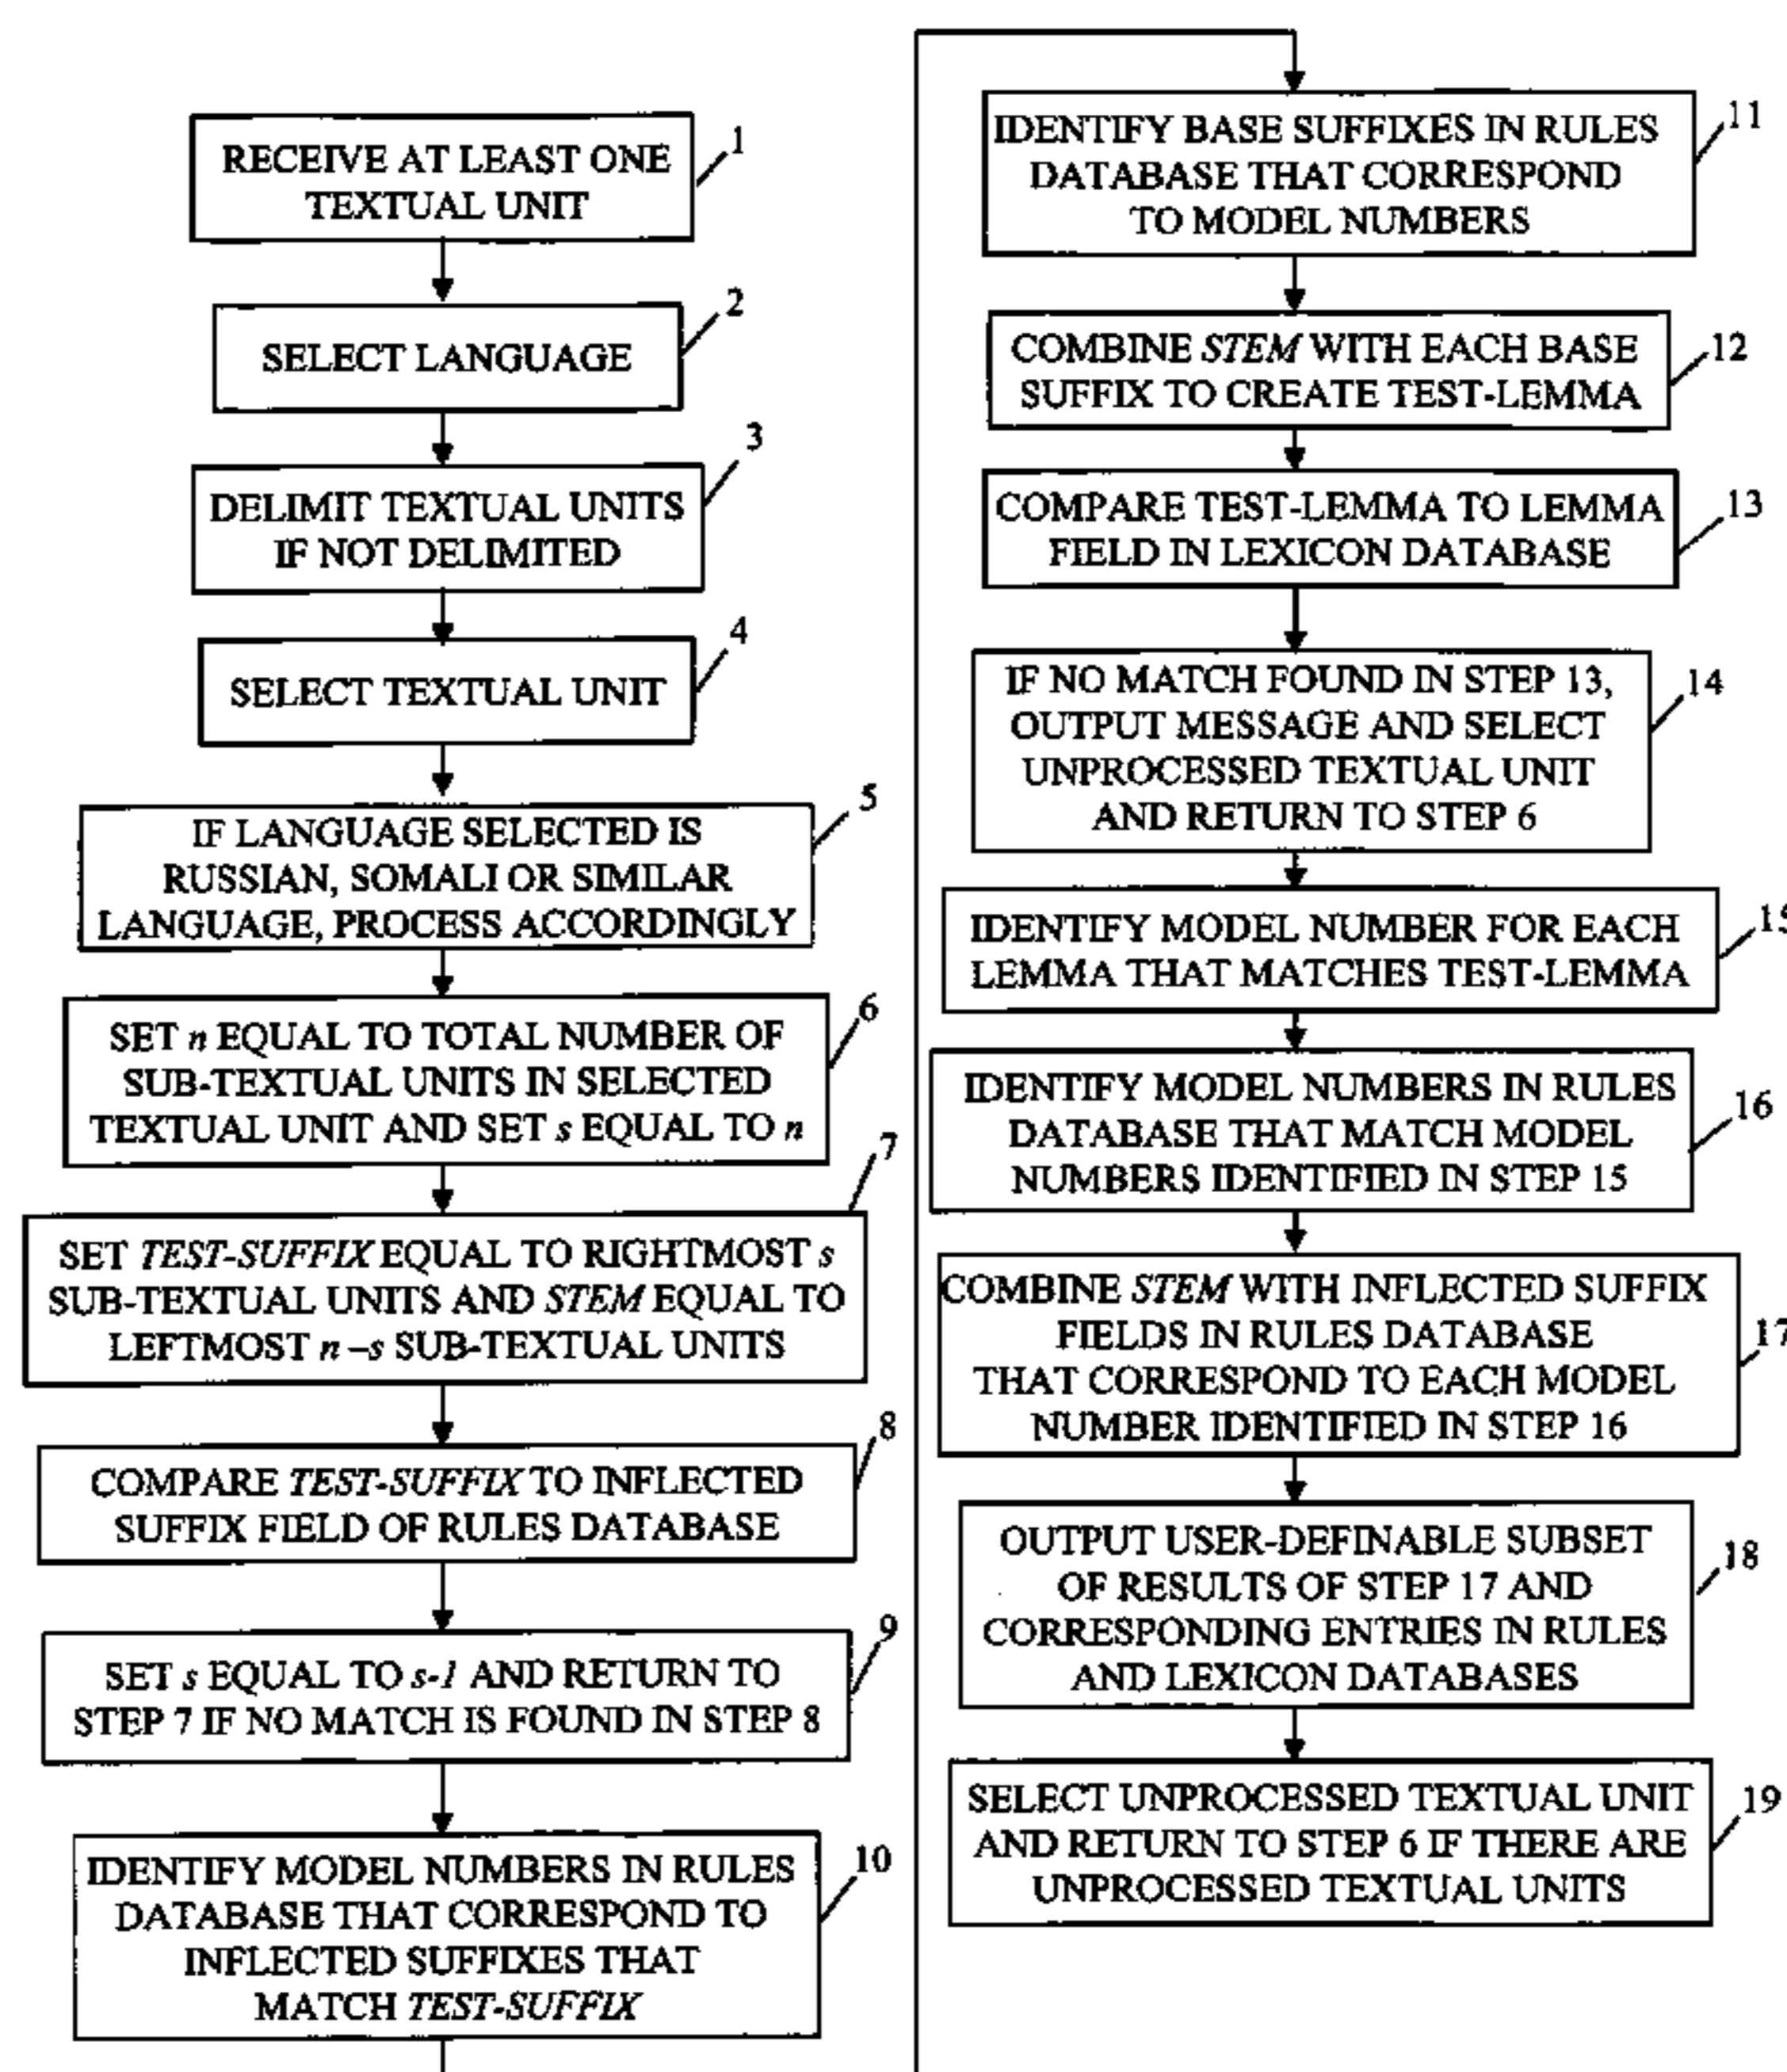 RECEIVE AT LEAST ONE
TEXTUAL UNIT
1
SELECT LANGUAGE
2
DELIMIT TEXTUAL UNITS
IF NOT DELIMITED
3
SELECT TEXTUAL UNIT
4
IF LANGUAGE SELECTED IS
RUSSIAN, SOMALI OR SIMILAR
LANGUAGE, PROCESS ACCORDINGLY
5
SET n EQUAL TO TOTAL NUMBER OF
SUB-TEXTUAL UNITS IN SELECTED
TEXTUAL UNIT AND SET s EQUAL TO n
6
SET TEST-SUFFIX EQUAL TO RIGHTMOST s
SUB-TEXTUAL UNITS AND STEM EQUAL TO
LEFTMOST n –s SUB-TEXTUAL UNITS
7
COMPARE TEST-SUFFIX TO INFLECTED
SUFFIX FIELD OF RULES DATABASE
8
SET s EQUAL TO s-1 AND RETURN TO
STEP 7 IF NO MATCH IS FOUND IN STEP 8
9
IDENTIFY MODEL NUMBERS IN RULES
DATABASE THAT CORRESPOND TO
INFLECTED SUFFIXES THAT
MATCH TEST-SUFFIX
10
IDENTIFY BASE SUFFIXES IN RULES
DATABASE THAT CORRESPOND
TO MODEL NUMBERS
11
COMBINE STEM WITH EACH BASE
SUFFIX TO CREATE TEST-LEMMA
12
COMPARE TEST-LEMMA TO LEMMA
FIELD IN LEXICON DATABASE
13
IF NO MATCH FOUND IN STEP 13,
OUTPUT MESSAGE AND SELECT
UNPROCESSED TEXTUAL UNIT
AND RETURN TO STEP 6
14
IDENTIFY MODEL NUMBER FOR EACH
LEMMA THAT MATCHES TEST-LEMMA
15
IDENTIFY MODEL NUMBERS IN RULES
DATABASE THAT MATCH MODEL
NUMBERS IDENTIFIED IN STEP 15
16
COMBINE STEM WITH INFLECTED SUFFIX
FIELDS IN RULES DATABASE
THAT CORRESPOND TO EACH MODEL
NUMBER IDENTIFIED IN STEP 16
17
OUTPUT USER-DEFINABLE SUBSET
OF RESULTS OF STEP 17 AND
CORRESPONDING ENTRIES IN RULES
AND LEXICON DATABASES
18
SELECT UNPROCESSED TEXTUAL UNIT
AND RETURN TO STEP 6 IF THERE ARE
UNPROCESSED TEXTUAL UNITS
19